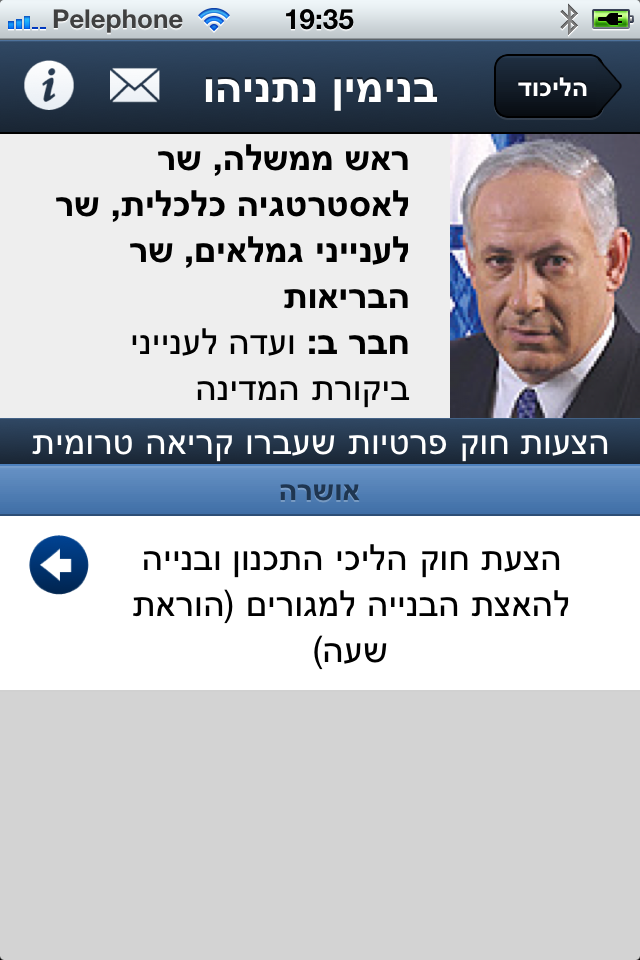 Pelephone 19:35
בנימין נתניהו
הליכוד
ראש ממשלה, שר
לאסטרטגיה כלכלית, שר
לענייני גמלאים, שר
הבריאות
חבר ב: ועדה לענייני
ביקורת המדינה
הצעות חוק פרטיות שעברו קריאה טרומית
אושרה
הצעת חוק הליכי התכנון ובנייה
להאצת הבנייה למגורים (הוראת
שעה)